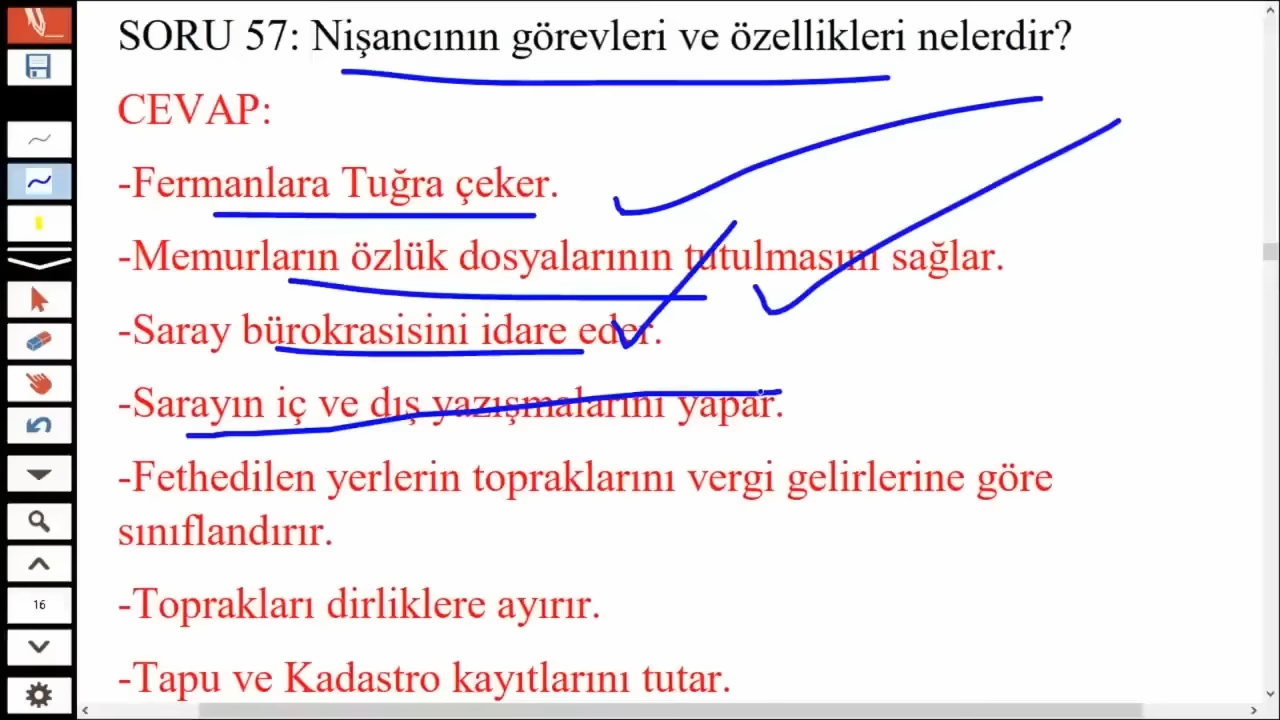 SORU 57: Nişancının görevleri ve özellikleri nelerdir?
CEVAP:
-Fermanlara Tuğra çeker.
-Memurların özlük dosyalarının tutulmasını sağlar.
-Saray bürokrasisini idare eder.
-Sarayın iç ve dış yazışmalarını yapar.
-Fethedilen yerlerin topraklarını vergi gelirlerine göre
sınıflandırır.
-Toprakları dirliklere ayırır.
16
-Tapu ve Kadastro kayıtlarını tutar.